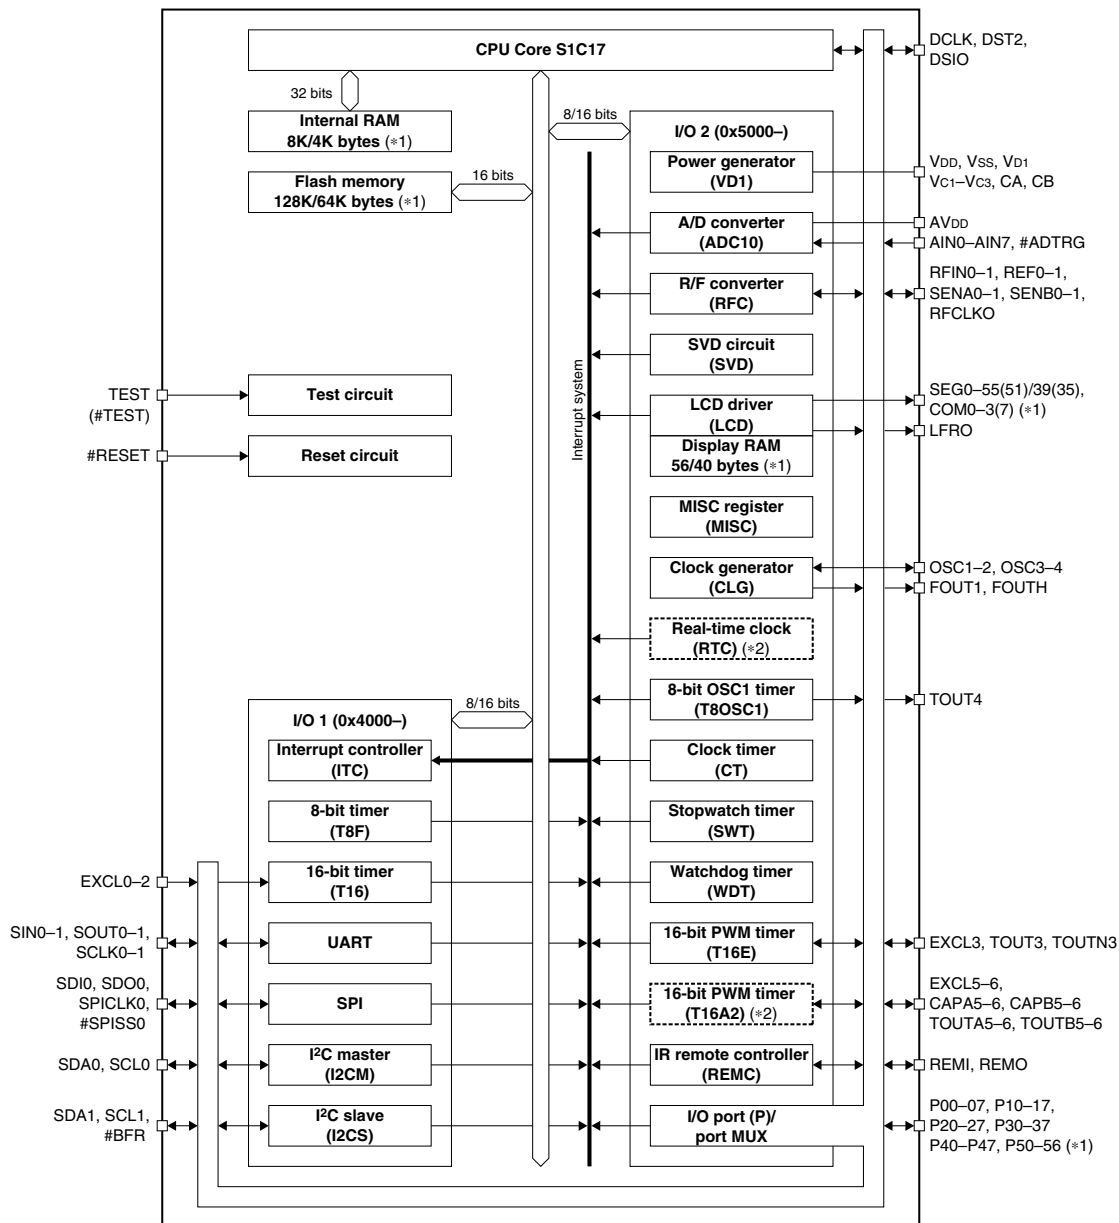 CPU Core S1C17
DCLK, DST2,
DSIO
32 bits
8/16 bits
Internal RAM
8K/4K bytes (*1)
I/O 2 (0x5000–)
Flash memory
128K/64K bytes (*1)
16 bits
Power generator
(VD1)
VDD, VSS, VD1
VC1–VC3, CA, CB
A/D converter
(ADC10)
AVDD
AIN0–AIN7, #ADTRG
R/F converter
(RFC)
RFIN0–1, REF0–1,
SENA0–1, SENB0–1,
RFCLKO
SVD circuit
(SVD)
Interrupt system
TEST
(#TEST)
Test circuit
LCD driver
(LCD)
SEG0–55(51)/39(35),
COM0–3(7) (*1)
LFRO
#RESET
Reset circuit
Display RAM
56/40 bytes (*1)
MISC register
(MISC)
Clock generator
(CLG)
OSC1–2, OSC3–4
FOUT1, FOUTH
Real-time clock
(RTC) (*2)
8-bit OSC1 timer
(T8OSC1)
TOUT4
I/O 1 (0x4000–)
8/16 bits
Interrupt controller
(ITC)
Clock timer
(CT)
8-bit timer
(T8F)
Stopwatch timer
(SWT)
EXCL0–2
16-bit timer
(T16)
Watchdog timer
(WDT)
SIN0–1, SOUT0–1,
SCLK0–1
UART
16-bit PWM timer
(T16E)
EXCL3, TOUT3, TOUTN3
SDI0, SDO0,
SPICLK0,
#SPISS0
SPI
16-bit PWM timer
(T16A2) (*2)
EXCL5–6,
CAPA5–6, CAPB5–6
TOUTA5–6, TOUTB5–6
SDA0, SCL0
I2C master
(I2CM)
IR remote controller
(REMC)
REMI, REMO
SDA1, SCL1,
#BFR
I2C slave
(I2CS)
I/O port (P)/
port MUX
P00–07, P10–17,
P20–27, P30–37
P40–P47, P50–56 (*1)